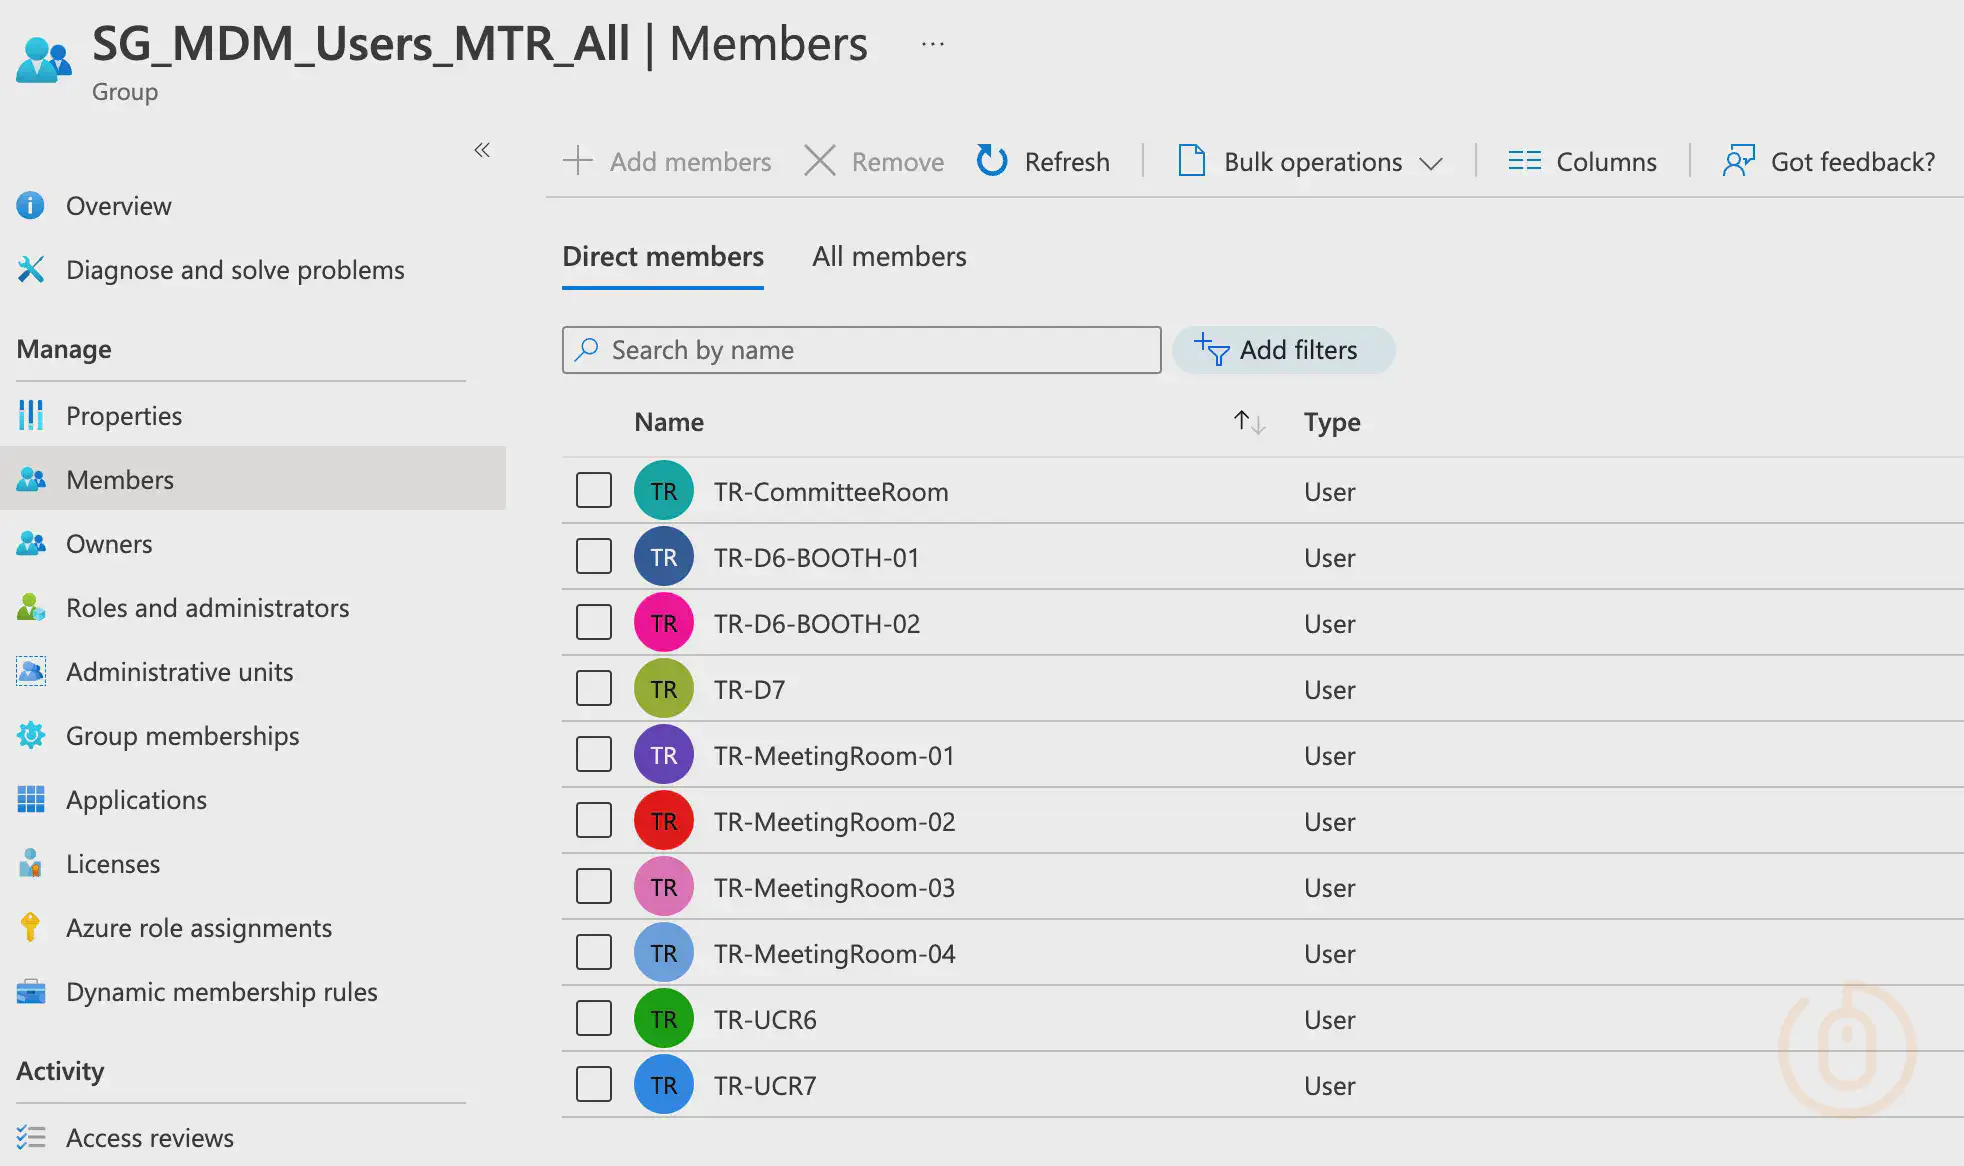 SG_MDM_Users_MTR_All | Members ...
Group
«
Add members Remove Refresh Bulk operations Columns Got feedback?
Overview
Diagnose and solve problems
Manage
Properties
Members
Owners
Roles and administrators
Administrative units
Group memberships
Applications
Licenses
Azure role assignments
Dynamic membership rules
Activity
Access reviews
Direct members All members
Search by name Add filters
Name Type
TR TR-CommitteeRoom User
TR TR-D6-BOOTH-01 User
TR TR-D6-BOOTH-02 User
TR TR-D7 User
TR TR-MeetingRoom-01 User
TR TR-MeetingRoom-02 User
TR TR-MeetingRoom-03 User
TR TR-MeetingRoom-04 User
TR TR-UCR6 User
TR TR-UCR7 User